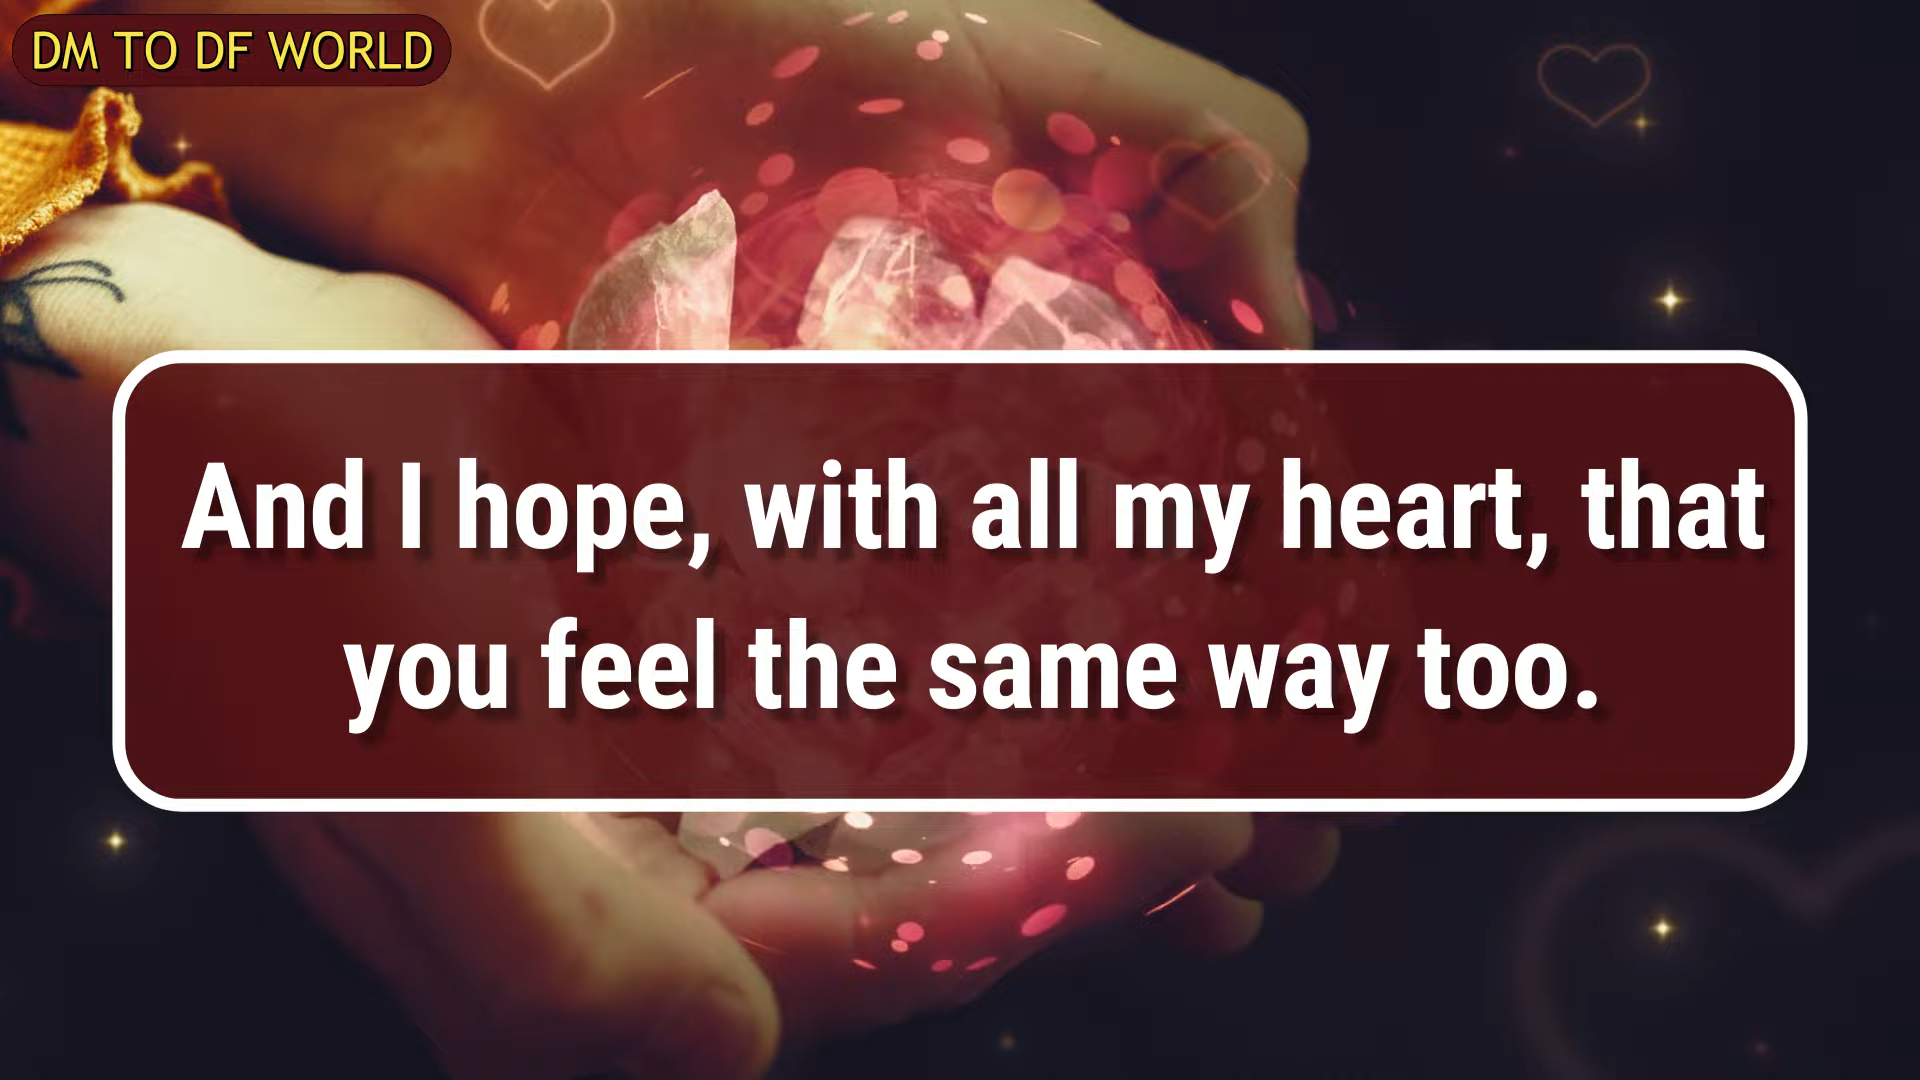 DM TO DF WORLD
And I hope, with all my heart, that
you feel the same way too.